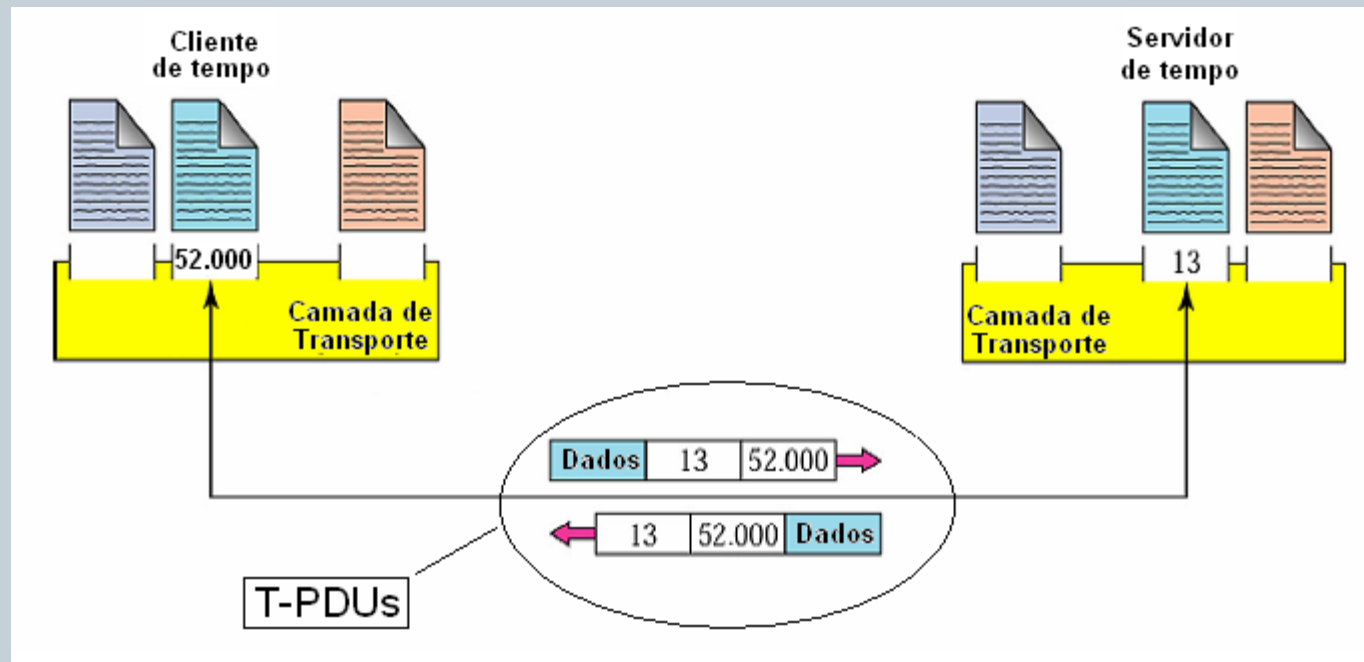 Cliente
de tempo
Servidor
de tempo
52.000
13
Camada de
Transporte
Camada de
Transporte
Dados 13 52.000
13 52.000 Dados
T-PDUs